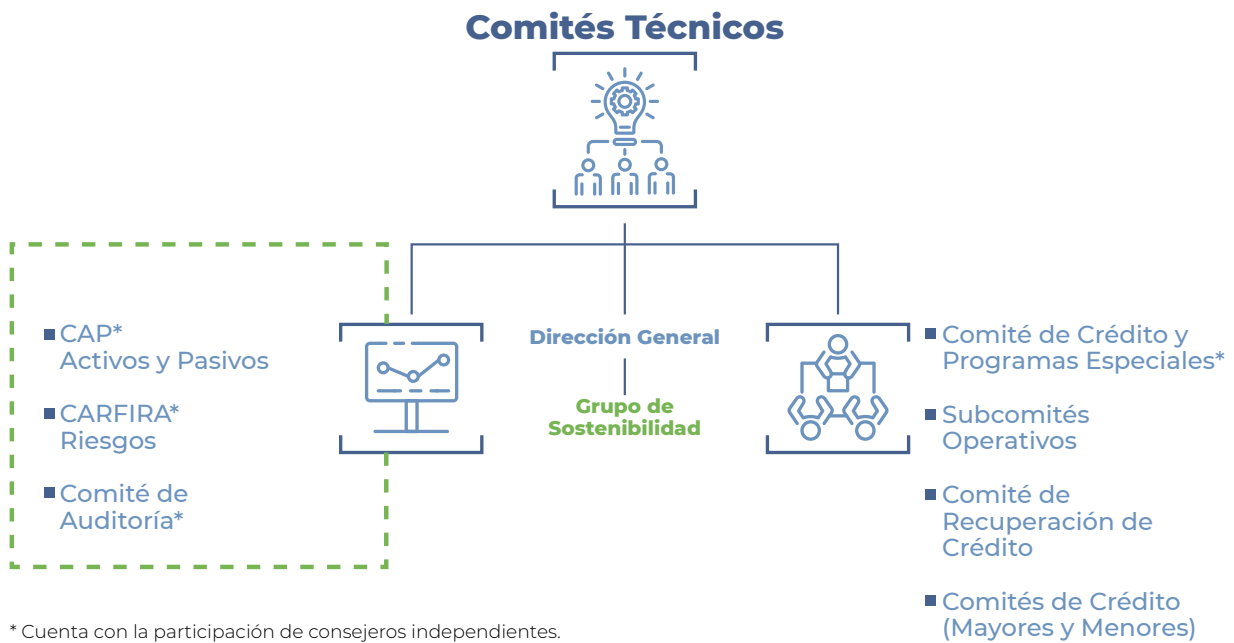 Comités Técnicos
CAP*
Activos y Pasivos
CARFIRA*
Riesgos
Comité de
Auditoría*
Dirección General
Grupo de
Sostenibilidad
Comité de Crédito y
Programas Especiales*
Subcomités
Operativos
Comité de
Recuperación de
Crédito
Comités de Crédito
(Mayores y Menores)
* Cuenta con la participación de consejeros independientes.